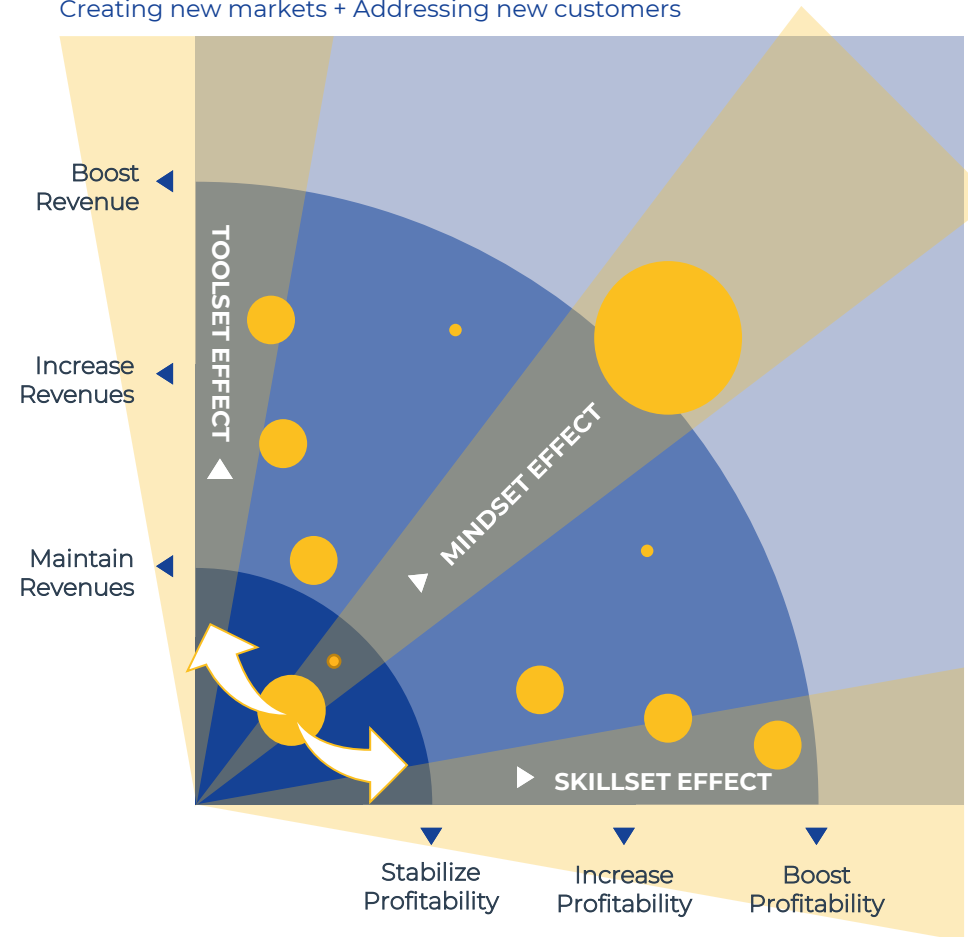 Creating new markets + Addressing new customers
Boost
Revenue
TOOLSET EFFECT
Increase
Revenues
MINDSET EFFECT
Maintain
Revenues
SKILLSET EFFECT
Stabilize
Profitability
Increase
Profitability
Boost
Profitability